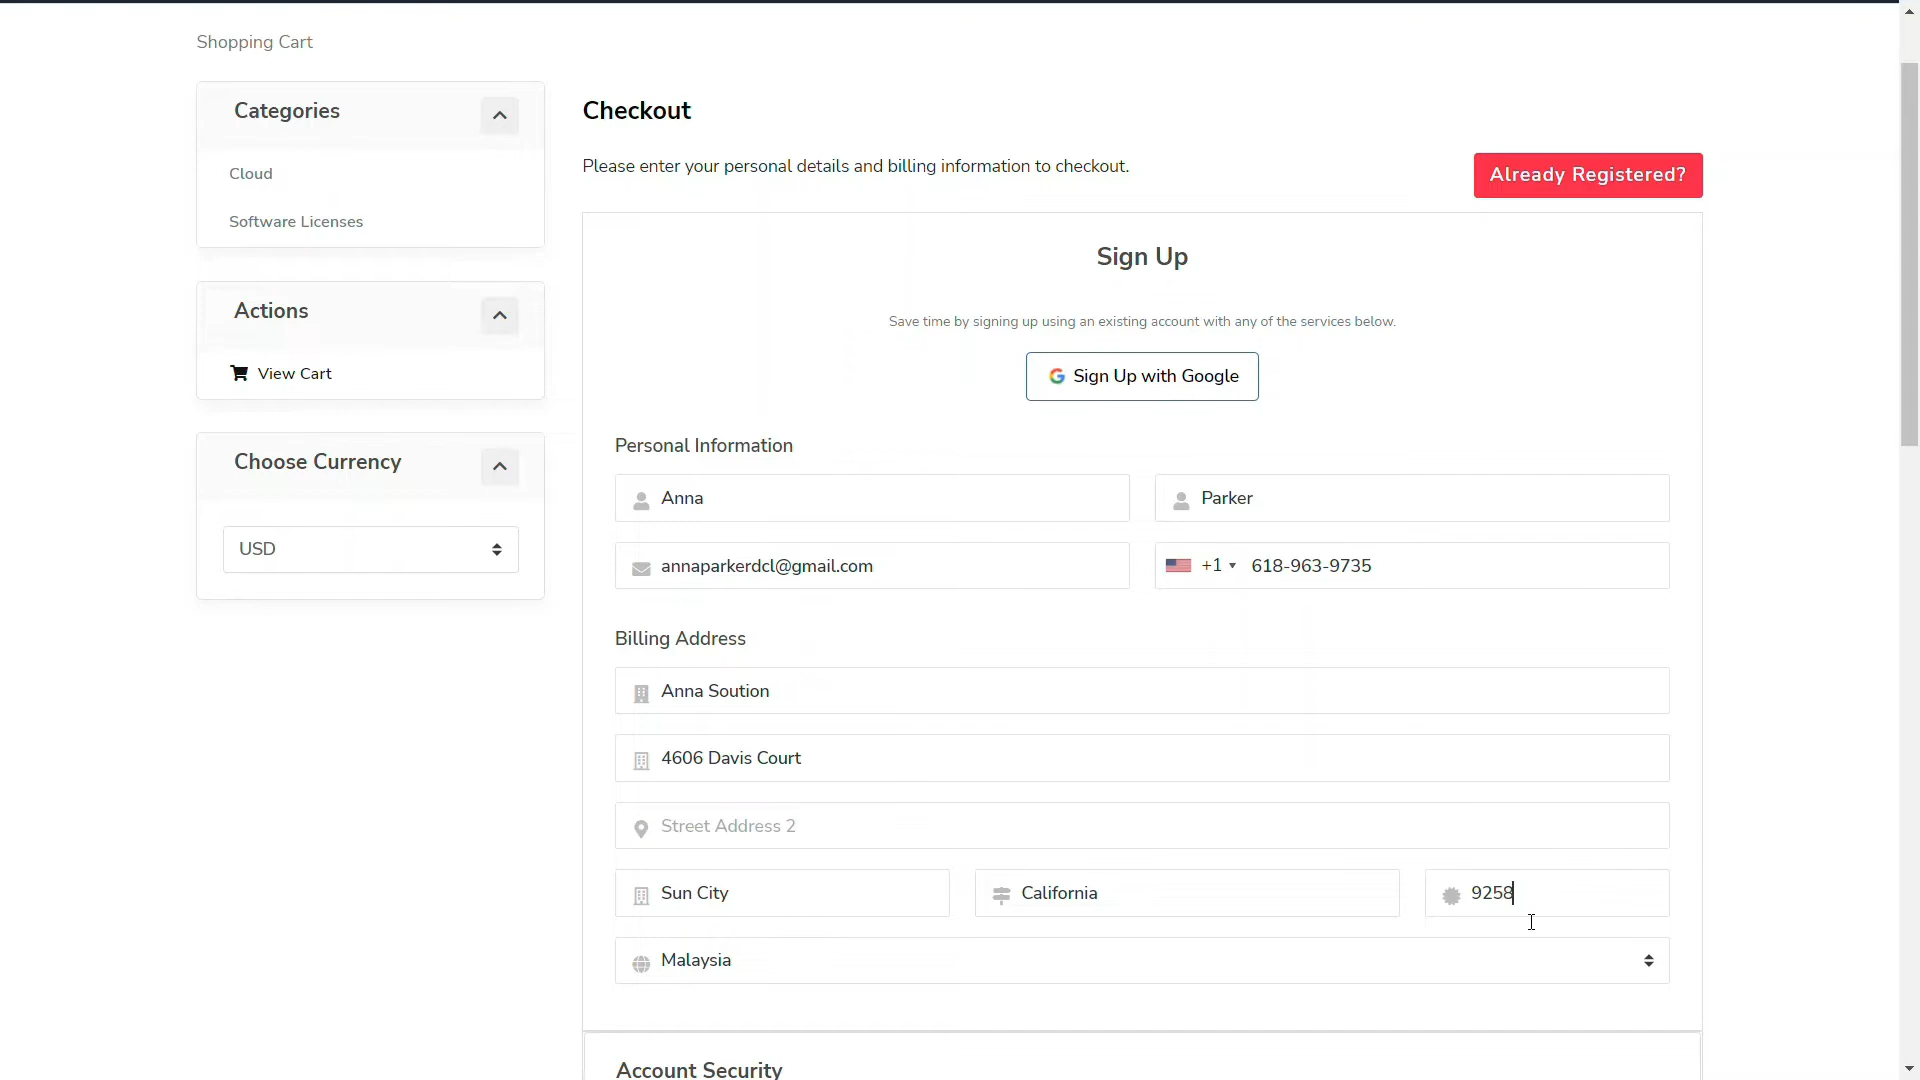 Shopping Cart
Categories
Cloud
Software Licenses
Actions
View Cart
Choose Currency
USD
Checkout
Please enter your personal details and billing information to checkout.
Already Registered?
Sign Up
Save time by signing up using an existing account with any of the services below.
Sign Up with Google
Personal Information
Anna
Parker
annaparkerdcl@gmail.com
+1 618-963-9735
Billing Address
Anna Soution
4606 Davis Court
Street Address 2
Sun City
California
9258
Malaysia
Account Security